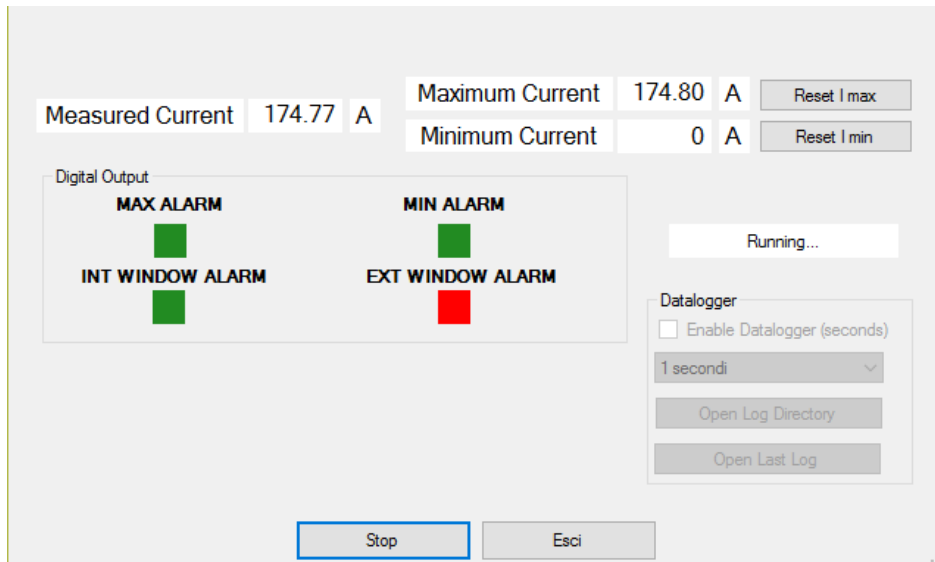 Measured Current 174.77 A
Maximum Current 174.80 A Reset I max
Minimum Current 0 A Reset I min
Digital Output
MAX ALARM MIN ALARM
INT WINDOW ALARM EXT WINDOW ALARM
Running...
Datalogger
Enable Datalogger (seconds)
1 secondi
Open Log Directory
Open Last Log
Stop Esci